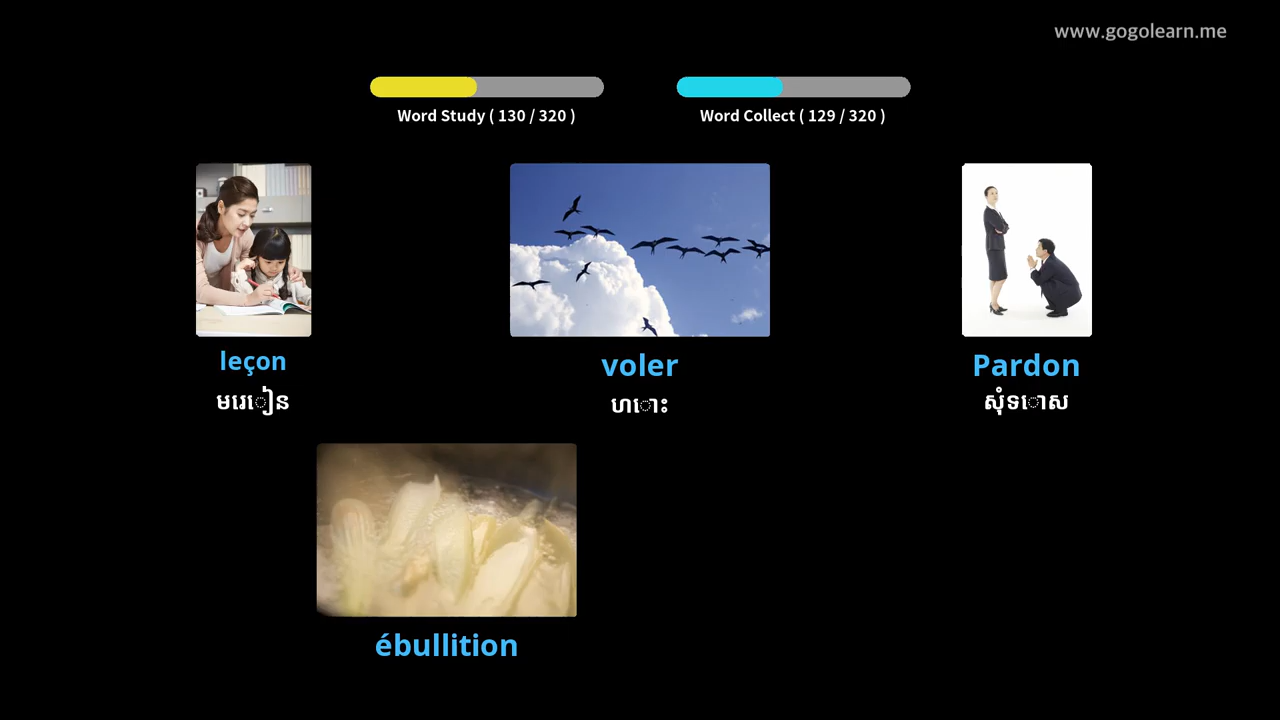 www.gogolearn.me
Word Study ( 130 / 320 )
Word Collect ( 129 / 320 )
leçon
មរេៀន
voler
ហោះ
Pardon
សុំទោស
ébullition